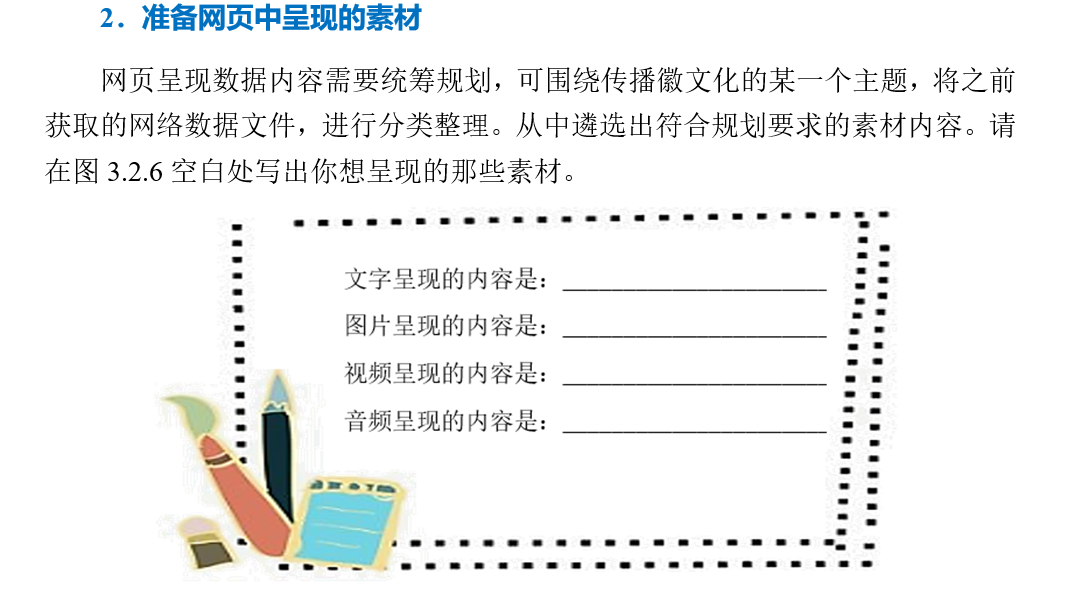 2．准备网页中呈现的素材
网页呈现数据内容需要统筹规划，可围绕传播徽文化的某一个主题，将之前
获取的网络数据文件，进行分类整理。从中遴选出符合规划要求的素材内容。请
在图 3.2.6 空白处写出你想呈现的那些素材。
文字呈现的内容是：
图片呈现的内容是：
视频呈现的内容是：
音频呈现的内容是：